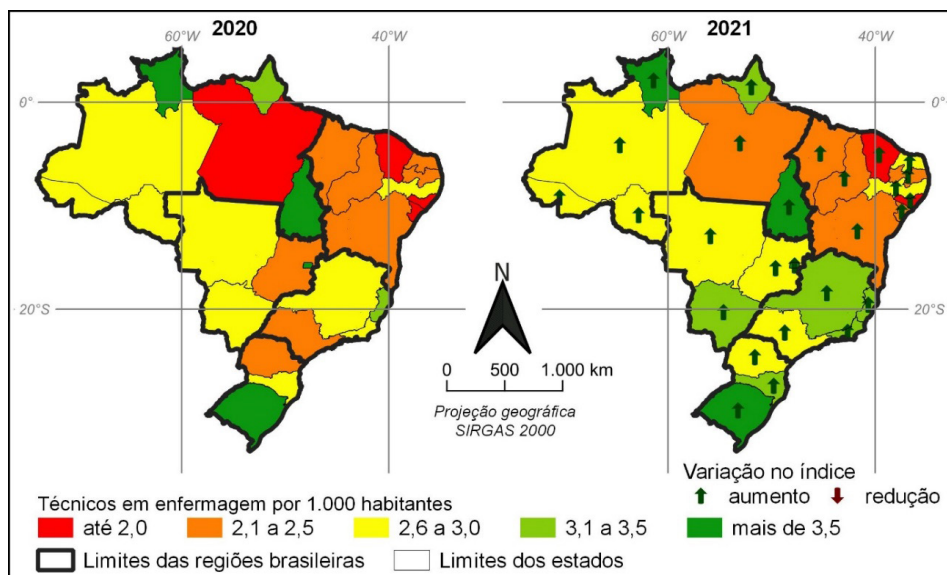 2020
2021
60°W
40°W
60°W
40°W
0°
0°
20°S
20°S
N
0 500 1.000 km
Projeção geográfica
SIRGAS 2000
Variação no índice
aumento redução
Técnicos em enfermagem por 1.000 habitantes
até 2,0 2,1 a 2,5 2,6 a 3,0 3,1 a 3,5 mais de 3,5
Limites das regiões brasileiras Limites dos estados